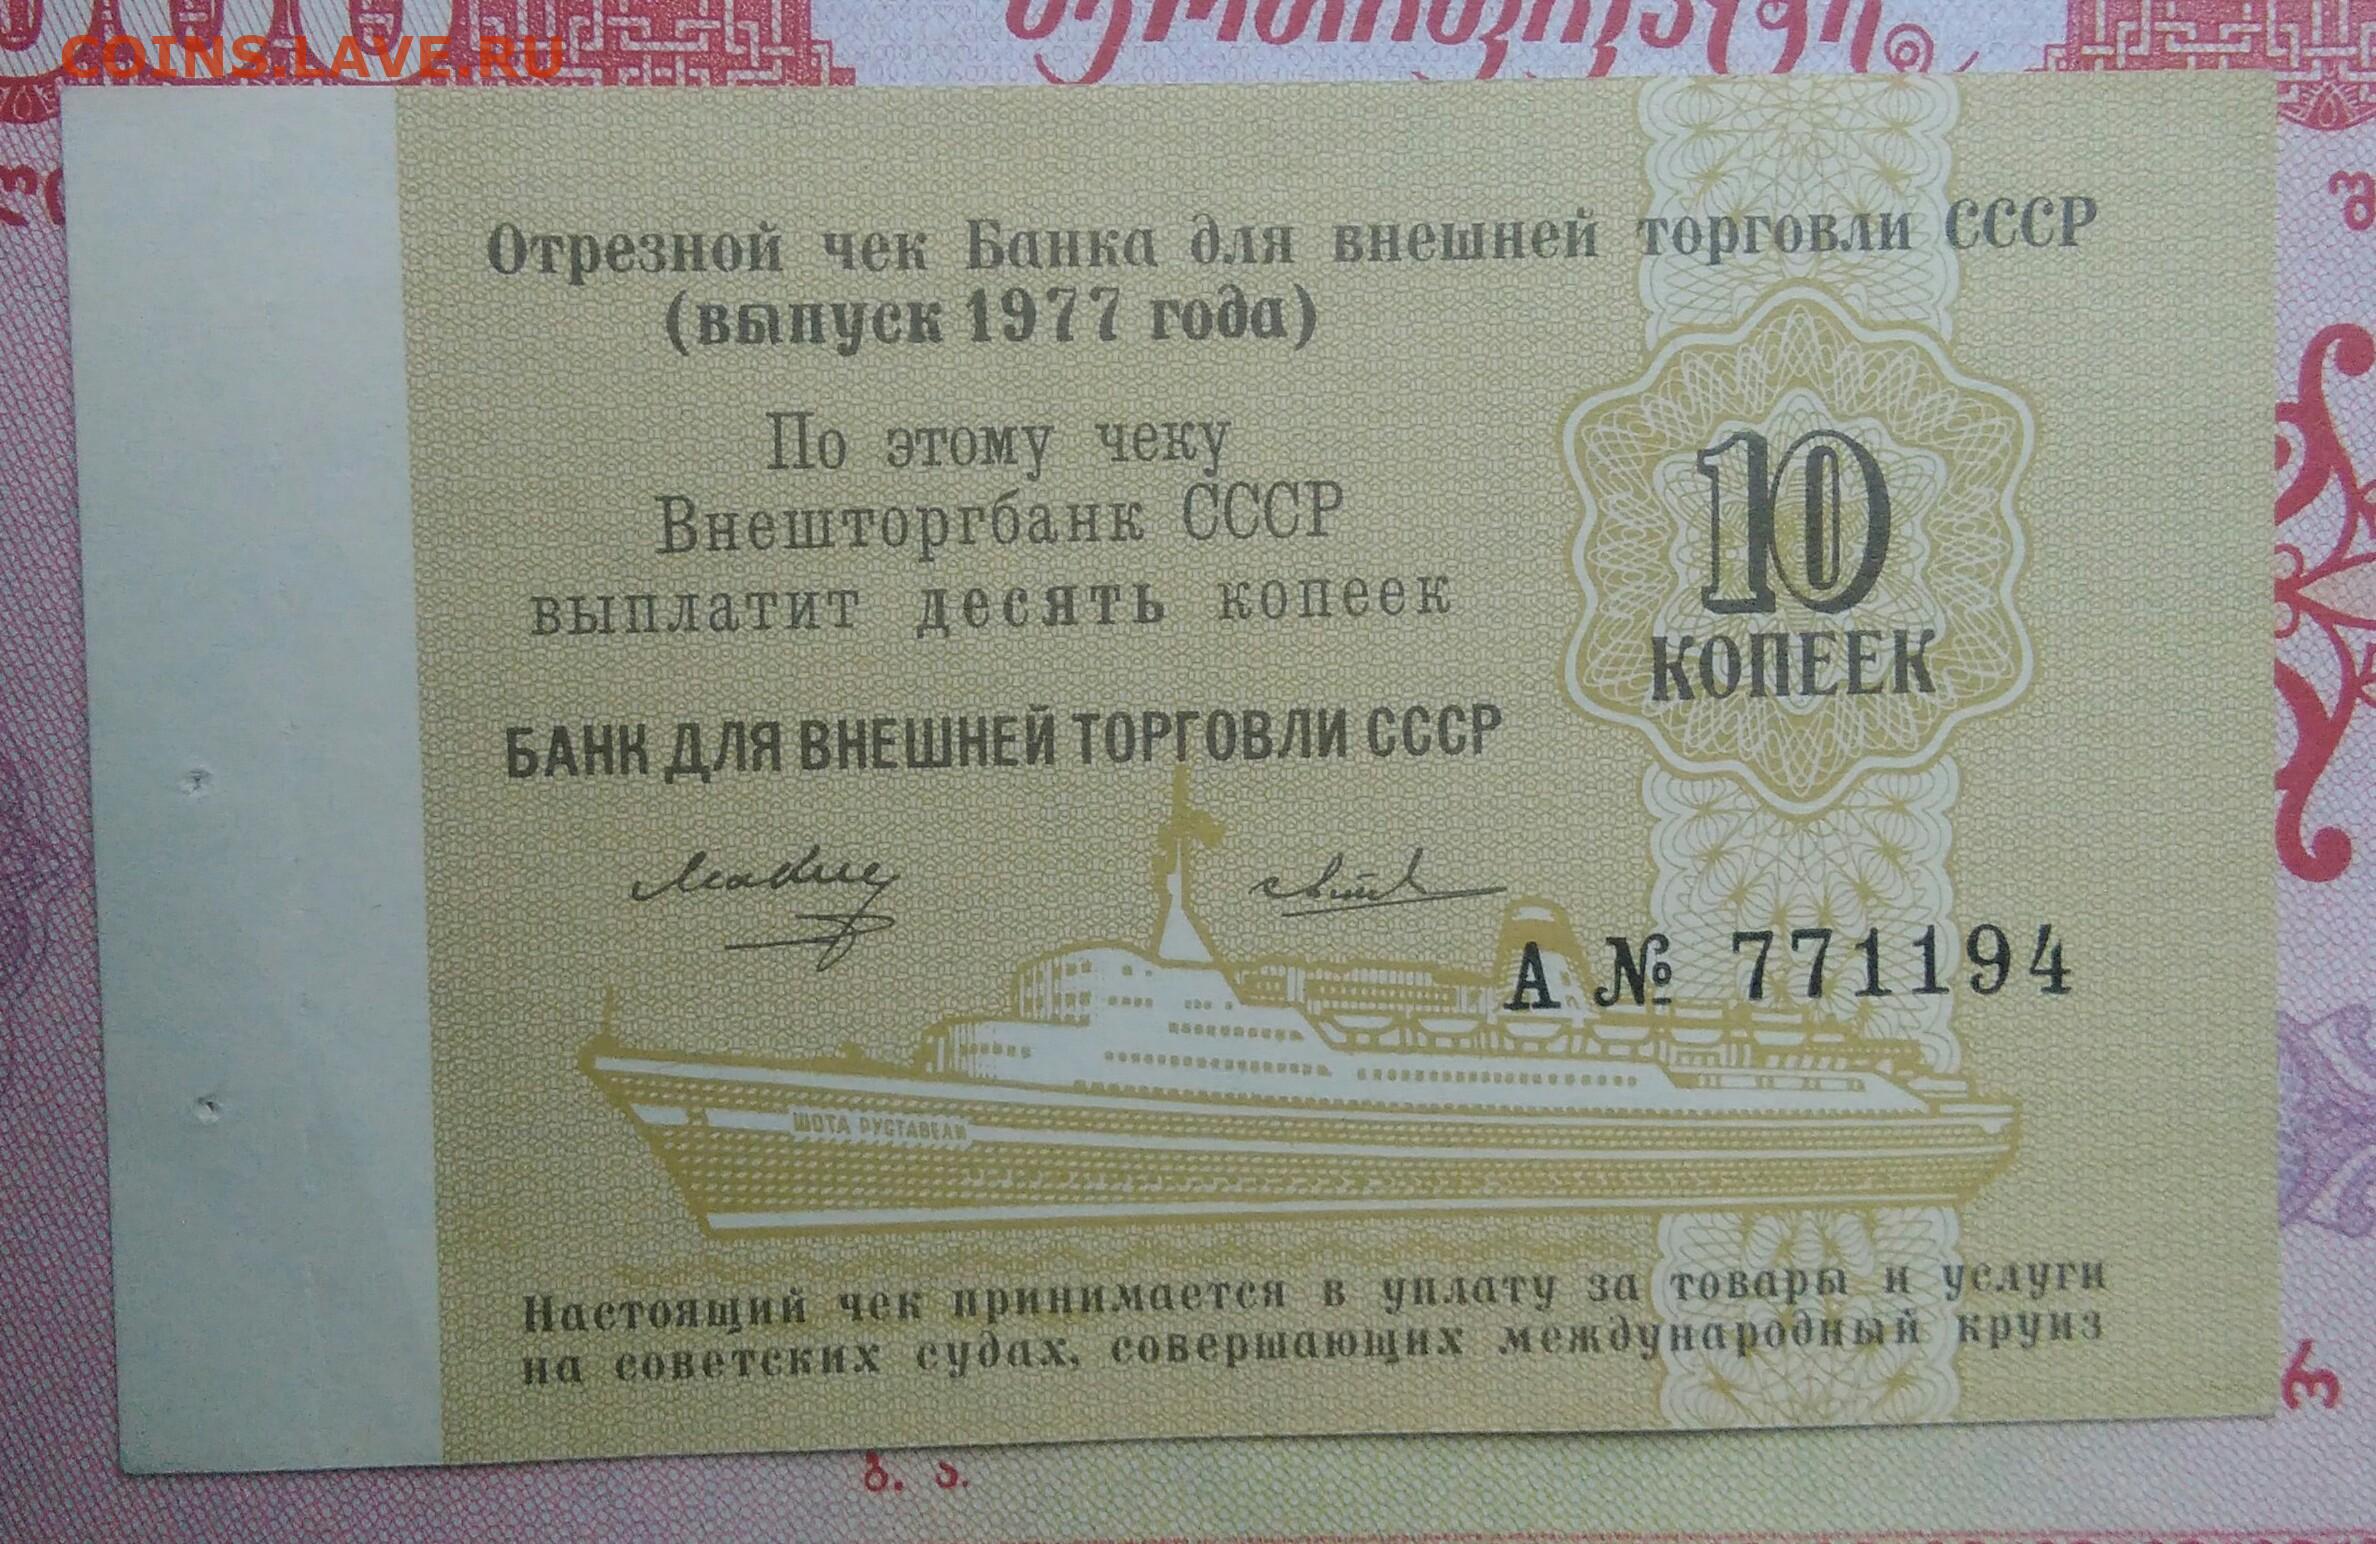 COINS.LAVE.RU
Отрезной чек Банка для внешней торговли СССР
(выпуск 1977 года)
По этому чеку
Внешторгбанк СССР
выплатит десять копеек
10
КОПЕЕК
БАНК ДЛЯ ВНЕШНЕЙ ТОРГОВЛИ СССР
А № 771194
ШОТА РУСТАВЕЛИ
Настоящий чек принимается в уплату за товары и услуги
на советских судах, совершающих международный круиз
გ. ა.